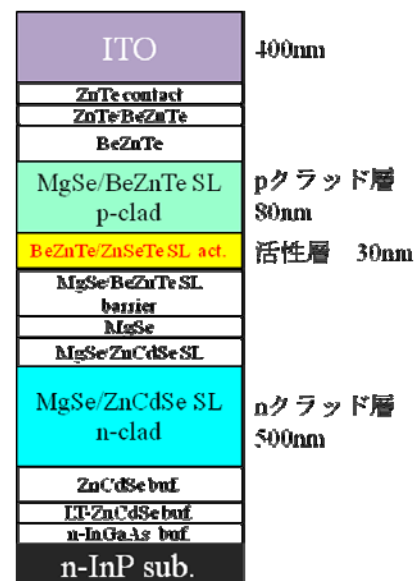 ITO
400nm
ZnTe contact
ZnTe/BeZnTe
BeZnTe
MgSe/BeZnTe SL
p-clad
pクラッド層
80nm
BeZnTe/ZnSeTe SL act.
活性層 30nm
MgSe/BeZnTe SL
barrier
MgSe
MgSe/ZnCdSe SL
MgSe/ZnCdSe SL
n-clad
nクラッド層
500nm
ZnCdSe buf.
LT-ZnCdSe buf.
n-InGaAs buf.
n-InP sub.